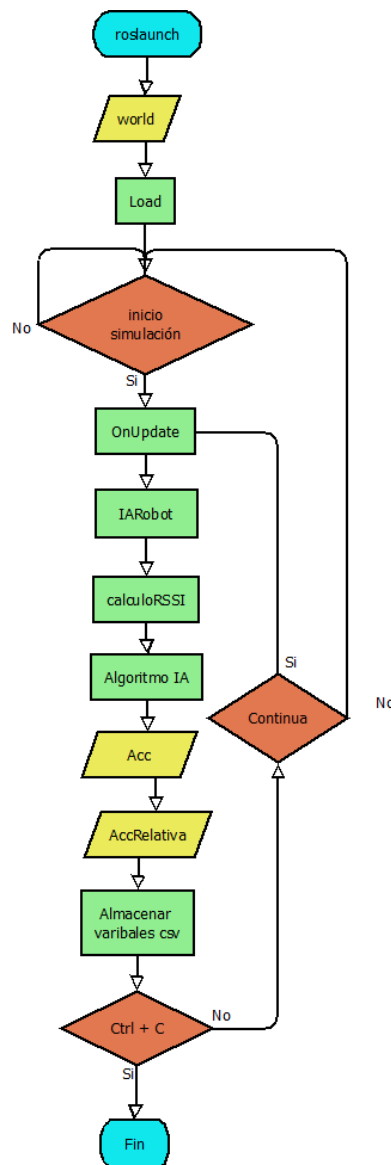 roslaunch
world
Load
inicio
simulación
No
Si
OnUpdate
IARobot
calculoRSSI
Algoritmo IA
Si
Continua
No
Acc
AccRelativa
Almacenar
varibales csv
No
Ctrl + C
Si
Fin